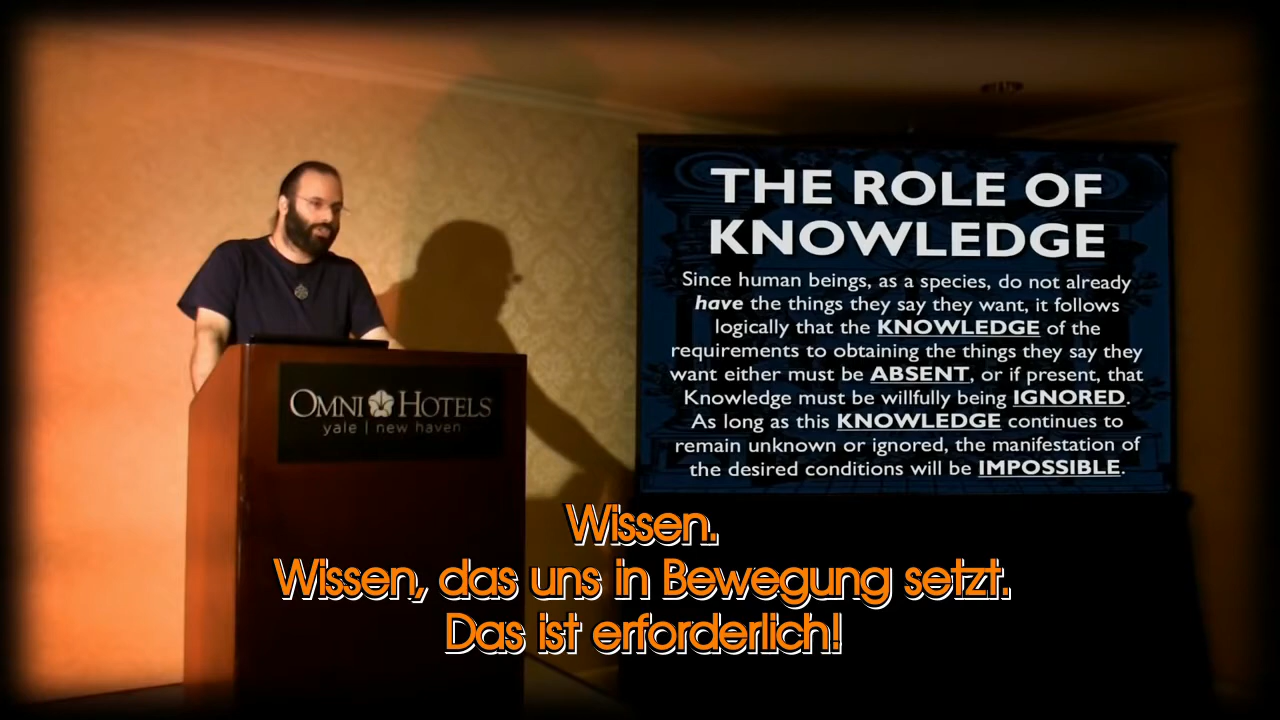 THE ROLE OF
KNOWLEDGE
Since human beings, as a species, do not already
have the things they say they want, it follows
logically that the KNOWLEDGE of the
requirements to obtaining the things they say they
want either must be ABSENT, or if present, that
Knowledge must be willfully being IGNORED.
As long as this KNOWLEDGE continues to
remain unknown or ignored, the manifestation of
the desired conditions will be IMPOSSIBLE.
OMNI HOTELS
yale | new haven
Wissen.
Wissen, das uns in Bewegung setzt.
Das ist erforderlich!